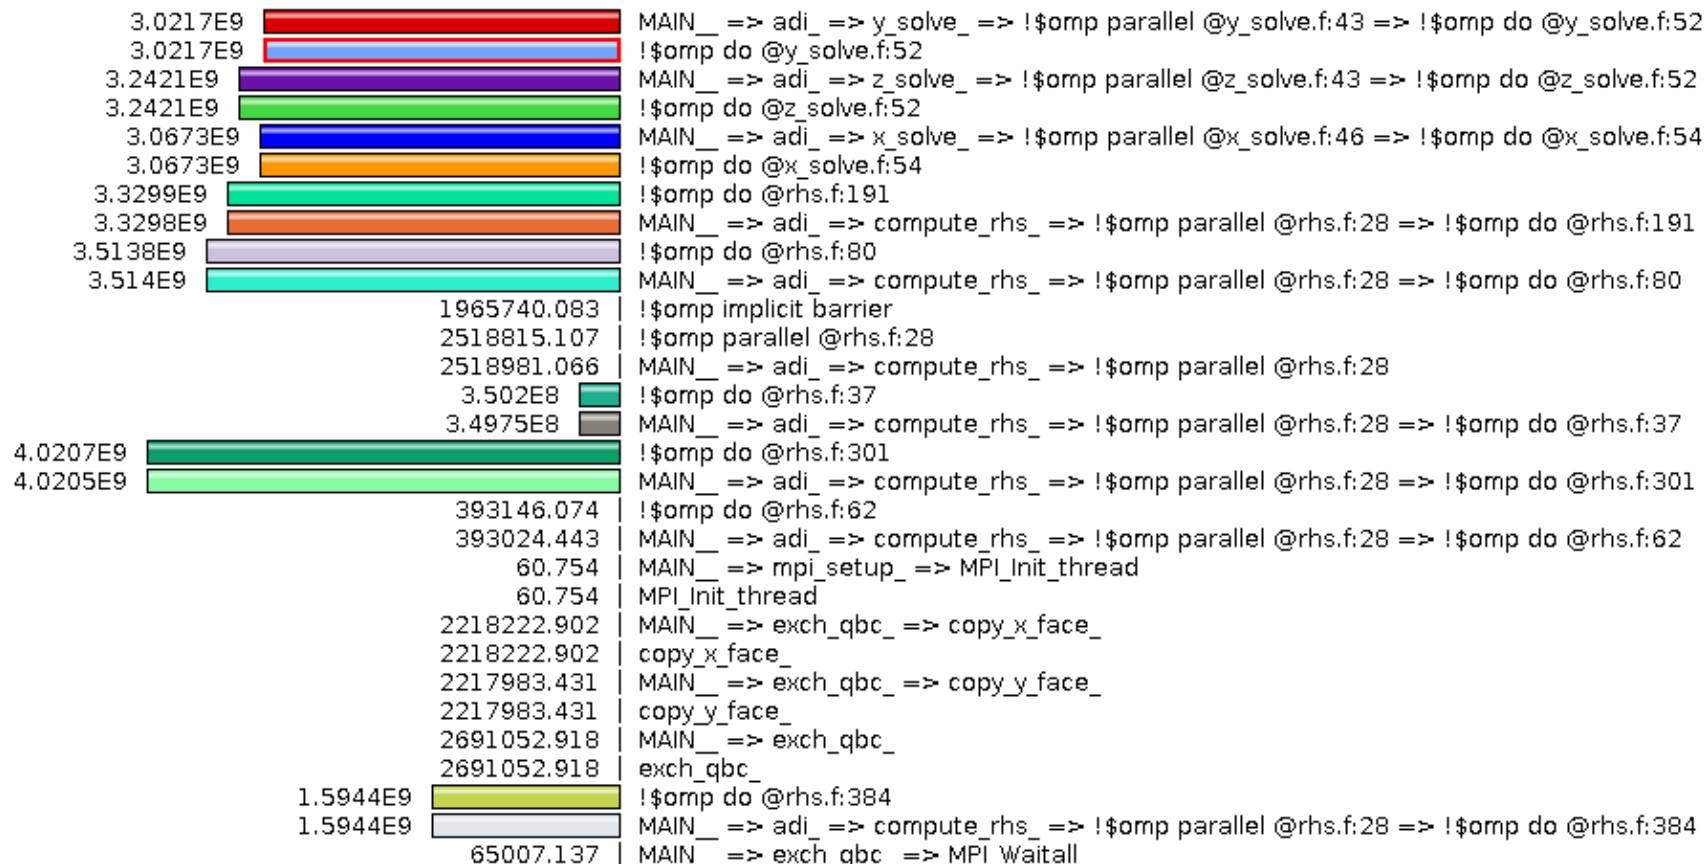 3.0217E9 MAIN__ => adi_ => y_solve_ => !$omp parallel @y_solve.f:43 => !$omp do @y_solve.f:52
3.0217E9 !$omp do @y_solve.f:52
3.2421E9 MAIN__ => adi_ => z_solve_ => !$omp parallel @z_solve.f:43 => !$omp do @z_solve.f:52
3.2421E9 !$omp do @z_solve.f:52
3.0673E9 MAIN__ => adi_ => x_solve_ => !$omp parallel @x_solve.f:46 => !$omp do @x_solve.f:54
3.0673E9 !$omp do @x_solve.f:54
3.3299E9 !$omp do @rhs.f:191
3.3298E9 MAIN__ => adi_ => compute_rhs_ => !$omp parallel @rhs.f:28 => !$omp do @rhs.f:191
3.5138E9 !$omp do @rhs.f:80
3.514E9 MAIN__ => adi_ => compute_rhs_ => !$omp parallel @rhs.f:28 => !$omp do @rhs.f:80
1965740.083 !$omp implicit barrier
2518815.107 !$omp parallel @rhs.f:28
2518981.066 MAIN__ => adi_ => compute_rhs_ => !$omp parallel @rhs.f:28
3.502E8 !$omp do @rhs.f:37
3.4975E8 MAIN__ => adi_ => compute_rhs_ => !$omp parallel @rhs.f:28 => !$omp do @rhs.f:37
4.0207E9 !$omp do @rhs.f:301
4.0205E9 MAIN__ => adi_ => compute_rhs_ => !$omp parallel @rhs.f:28 => !$omp do @rhs.f:301
393146.074 !$omp do @rhs.f:62
393024.443 MAIN__ => adi_ => compute_rhs_ => !$omp parallel @rhs.f:28 => !$omp do @rhs.f:62
60.754 MAIN__ => mpi_setup_ => MPI_Init_thread
60.754 MPI_Init_thread
2218222.902 MAIN__ => exch_qbc_ => copy_x_face_
2218222.902 copy_x_face_
2217983.431 MAIN__ => exch_qbc_ => copy_y_face_
2217983.431 copy_y_face_
2691052.918 MAIN__ => exch_qbc_
2691052.918 exch_qbc_
1.5944E9 !$omp do @rhs.f:384
1.5944E9 MAIN__ => adi_ => compute_rhs_ => !$omp parallel @rhs.f:28 => !$omp do @rhs.f:384
65007.137 MAIN__ => exch_qbc_ => MPI_Waitall